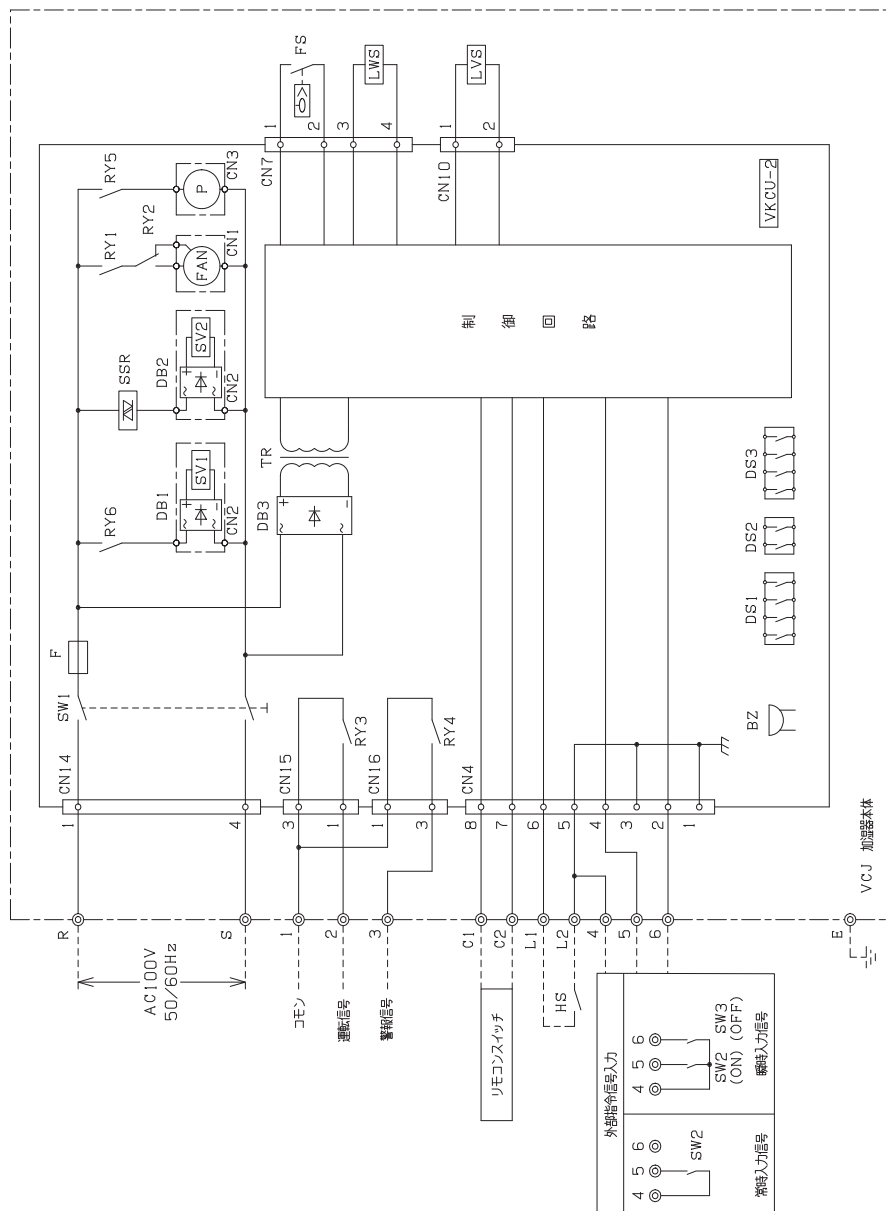 VCJ 加湿器本体
R
S
AC100V
50/60Hz
コモン
運転信号
警報信号
1
2
3
C1
C2
L1
L2
4
5
6
E
リモコンスイッチ
HS
外部指令信号入力
4 5 6
SW2
常時入力信号
4 5 6
SW2 SW3
(ON) (OFF)
瞬時入力信号
CN14
1
4
CN15
3
1
CN16
1
3
CN4
8
7
6
5
4
3
2
1
SW1
F
RY3
RY4
BZ
RY6
DB1
SV1
CN2
SSR
DB2
SV2
CN2
RY1
RY2
FAN
CN1
RY5
P
CN3
DB3
TR
制御回路
DS1
DS2
DS3
VKCU-2
CN7
1
2
3
4
FS
LWS
CN10
1
2
LVS